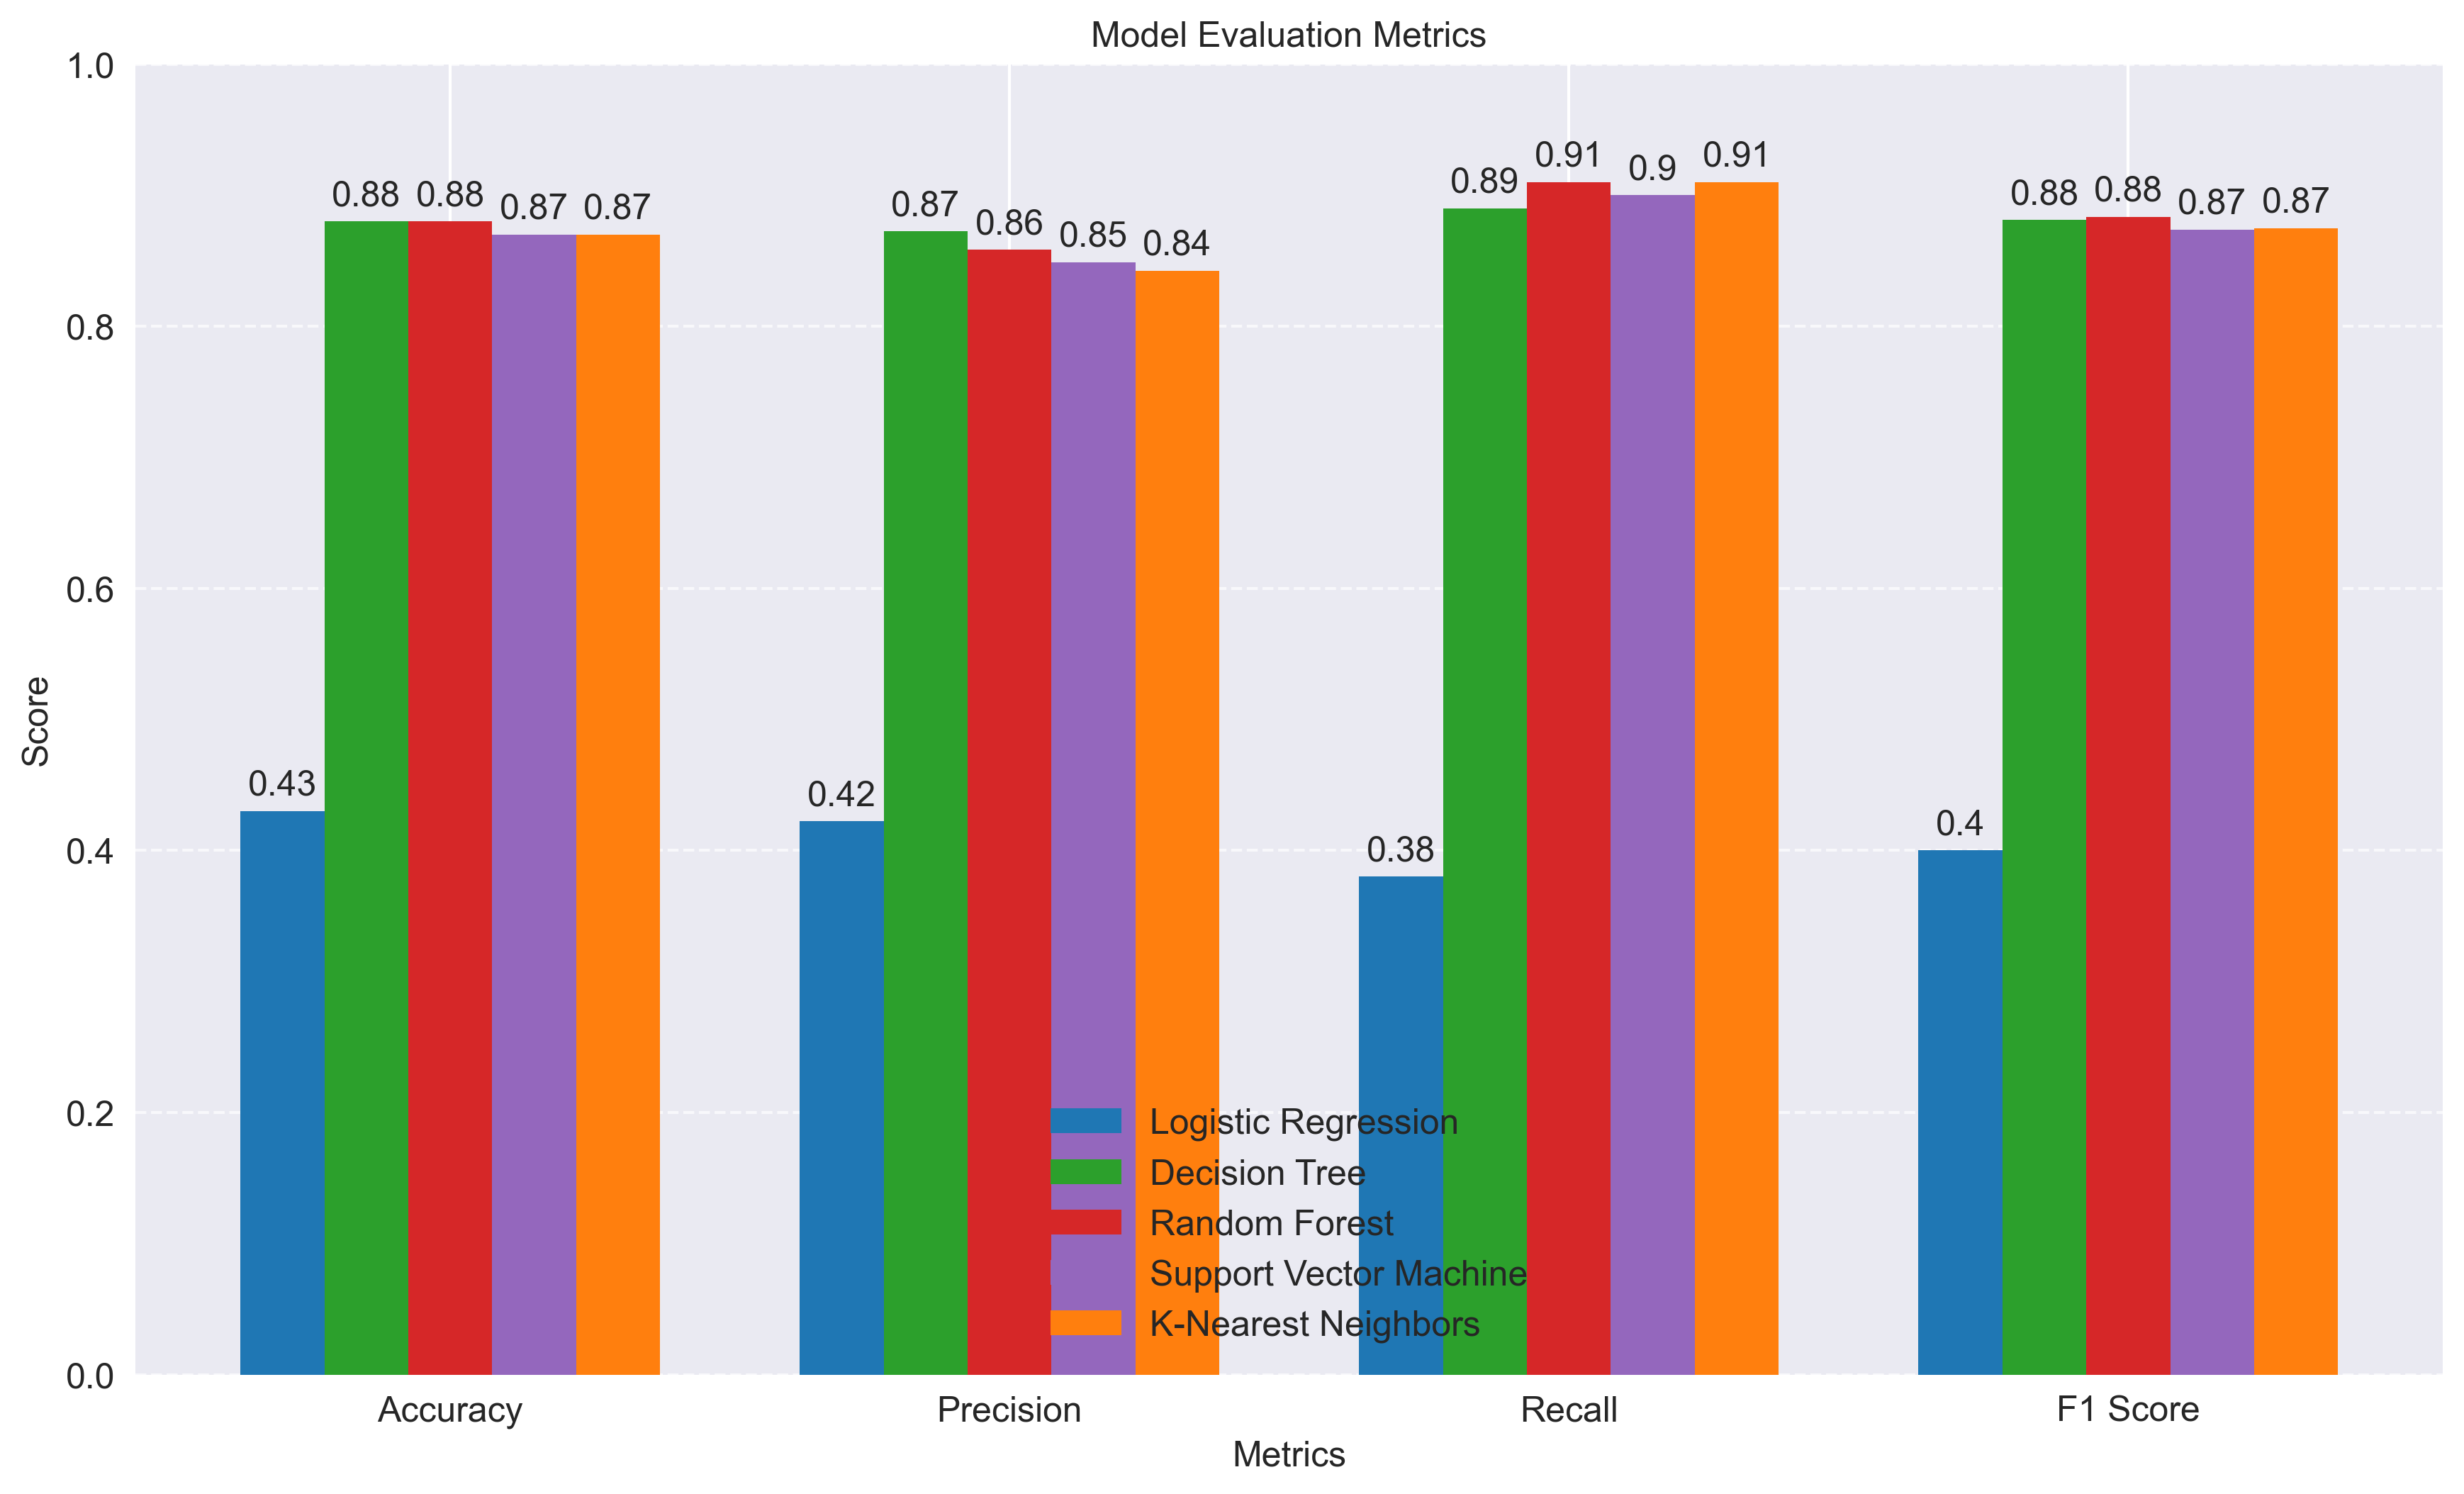 Model Evaluation Metrics
1.0
0.8
0.6
0.4
0.2
0.0
Score
0.43
0.88
0.88
0.87
0.87
0.42
0.87
0.86
0.85
0.84
0.38
0.89
0.91
0.9
0.91
0.4
0.88
0.88
0.87
0.87
Logistic Regression
Decision Tree
Random Forest
Support Vector Machine
K-Nearest Neighbors
Accuracy
Precision
Recall
F1 Score
Metrics